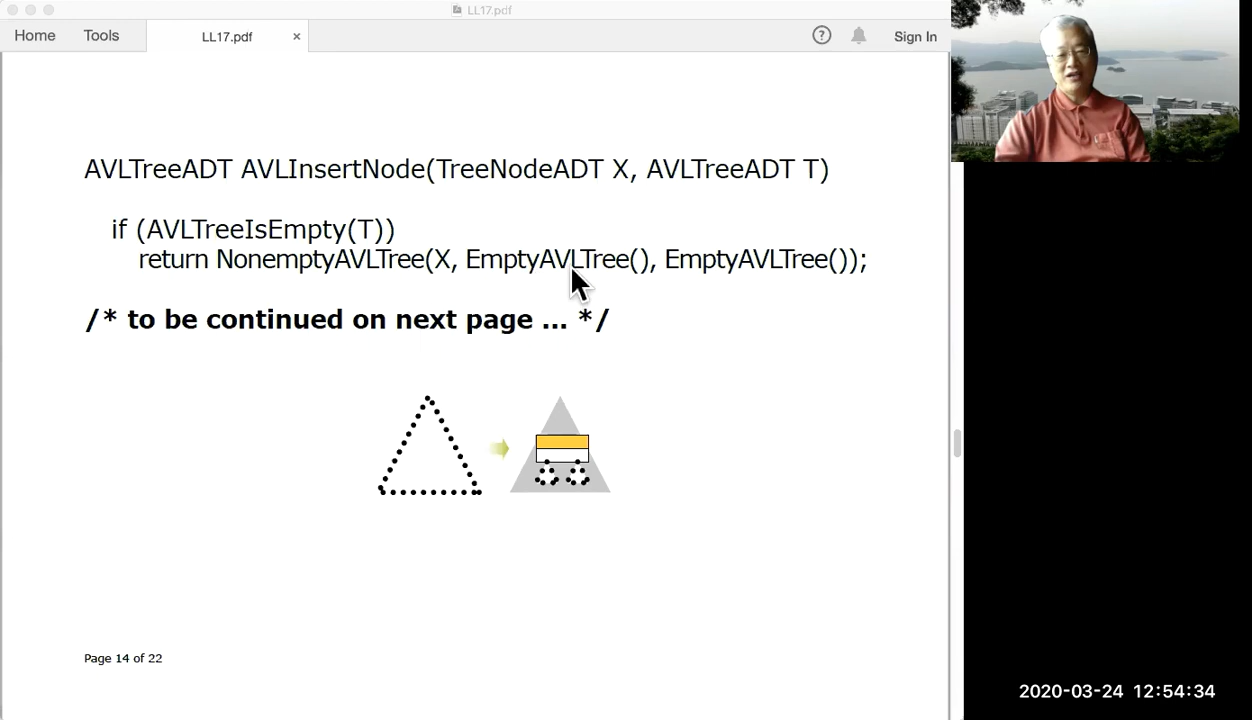 LL17.pdf
Home Tools LL17.pdf × ? Sign In
AVLTreeADT AVLInsertNode(TreeNodeADT X, AVLTreeADT T)
if (AVLTreeIsEmpty(T))
return NonemptyAVLTree(X, EmptyAVLTree(), EmptyAVLTree());
/* to be continued on next page ... */
Page 14 of 22
2020-03-24 12:54:34